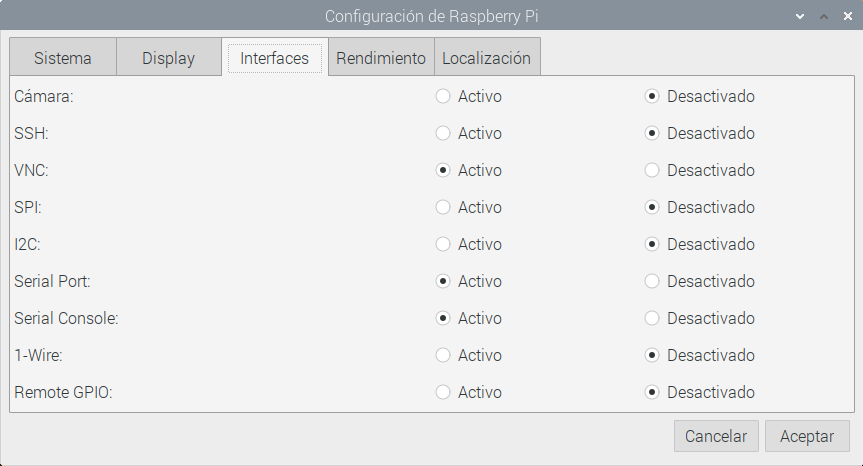 Configuración de Raspberry Pi
Sistema Display Interfaces Rendimiento Localización
Cámara: Activo Desactivado
SSH: Activo Desactivado
VNC: Activo Desactivado
SPI: Activo Desactivado
I2C: Activo Desactivado
Serial Port: Activo Desactivado
Serial Console: Activo Desactivado
1-Wire: Activo Desactivado
Remote GPIO: Activo Desactivado
Cancelar Aceptar